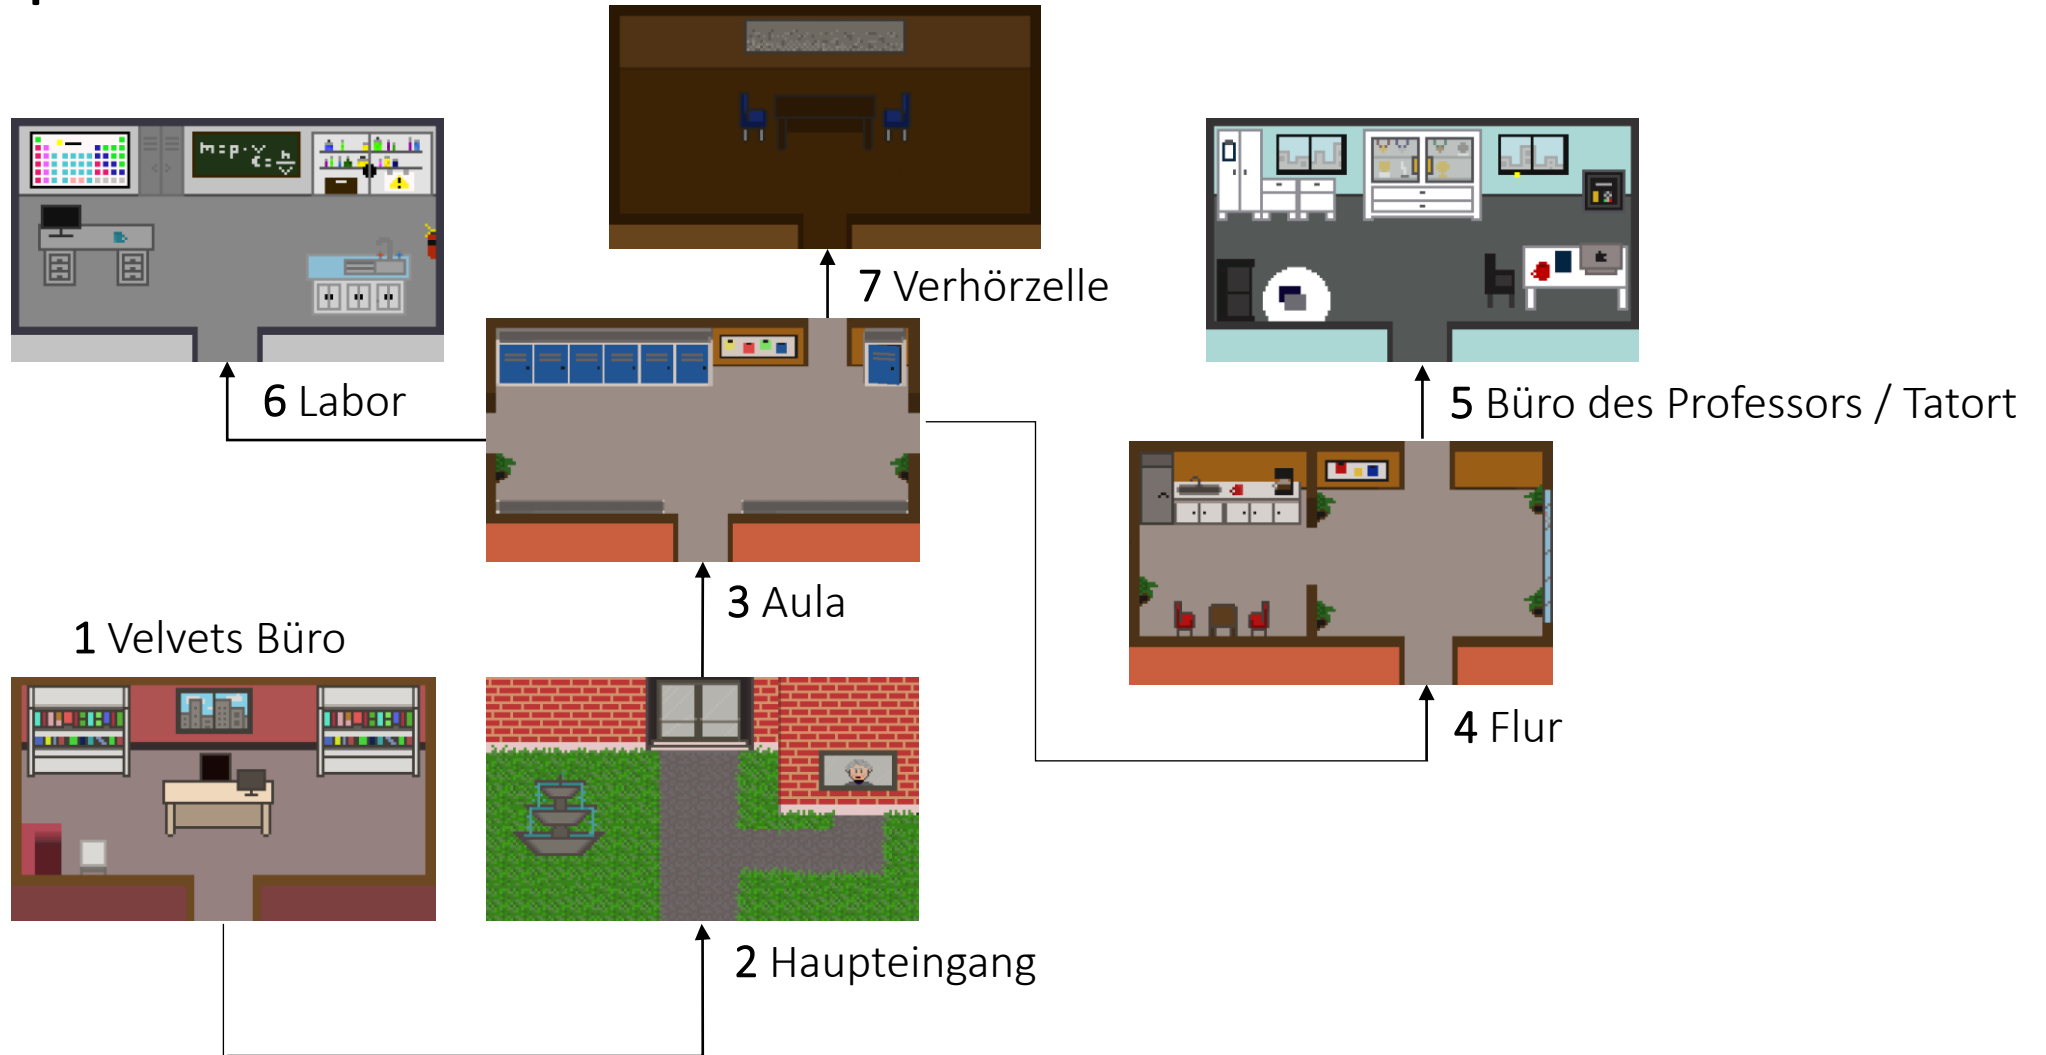 7 Verhörzelle
m=p·v
6 Labor
5 Büro des Professors / Tatort
3 Aula
1 Velvets Büro
4 Flur
2 Haupteingang